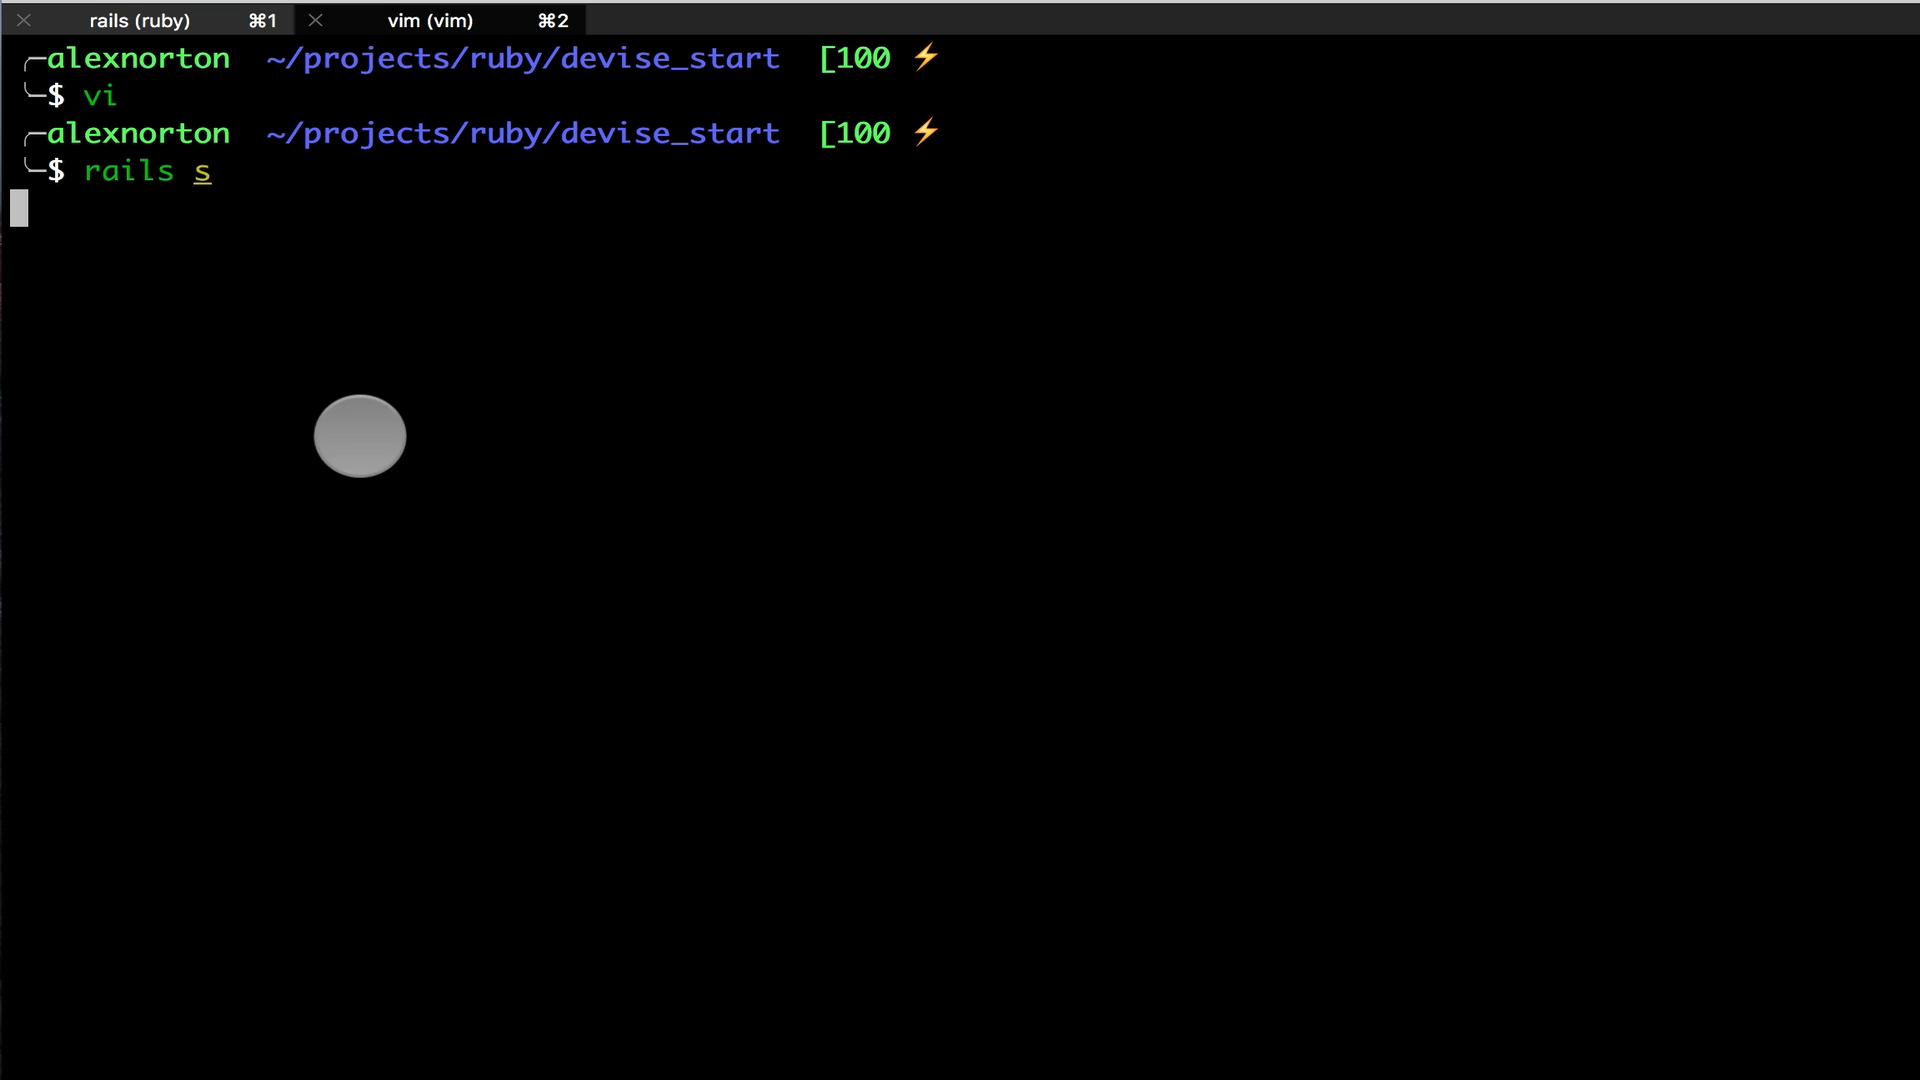 rails (ruby) ⌘1 vim (vim) ⌘2
alexnorton ~/projects/ruby/devise_start [100 ⚡
$ vi
alexnorton ~/projects/ruby/devise_start [100 ⚡
$ rails s